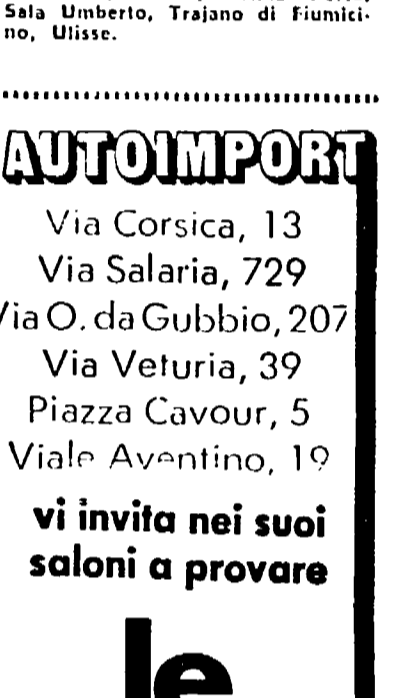 Sala Umberto, Trajano di Fiumici-
no, Ulisse.
AUTOIMPORT
Via Corsica, 13
Via Salaria, 729
Via O. da Gubbio, 207
Via Veturia, 39
Piazza Cavour, 5
Viale Aventino, 19
vi invita nei suoi
saloni a provare
le